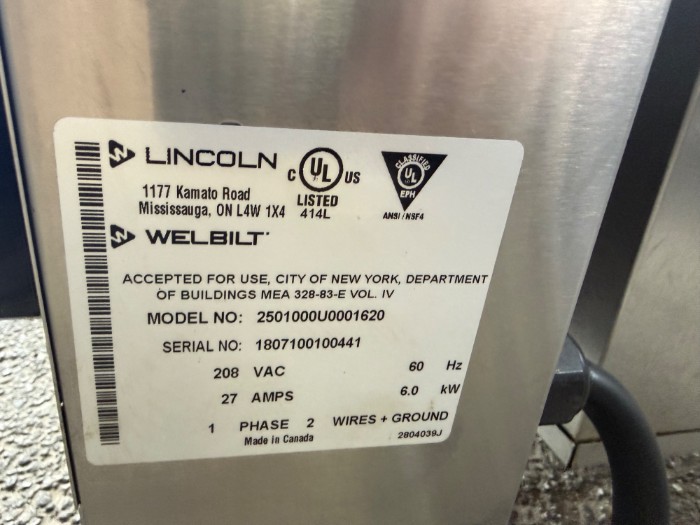 LINCOLN
1177 Kamato Road
Mississauga, ON L4W 1X4
C UL US
LISTED
414L
CLASSIFIED
UL
EPH
ANSI / NSF4
WELBILT
ACCEPTED FOR USE, CITY OF NEW YORK, DEPARTMENT
OF BUILDINGS MEA 328-83-E VOL. IV
MODEL NO: 2501000U0001620
SERIAL NO: 1807100100441
208 VAC 60 Hz
27 AMPS 6.0 kW
1 PHASE 2 WIRES + GROUND
Made in Canada 2804039J